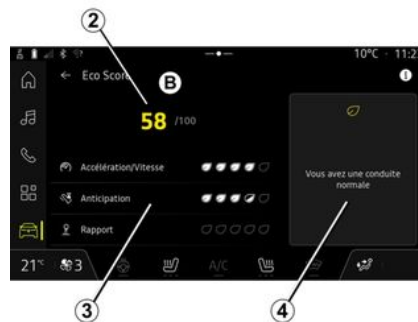 2
10°C 11:2
Eco Score
B
58 /100
Accélération/Vitesse
Anticipation
Rapport
Vous avez une conduite
normale
21°C 3 A/C
3
4